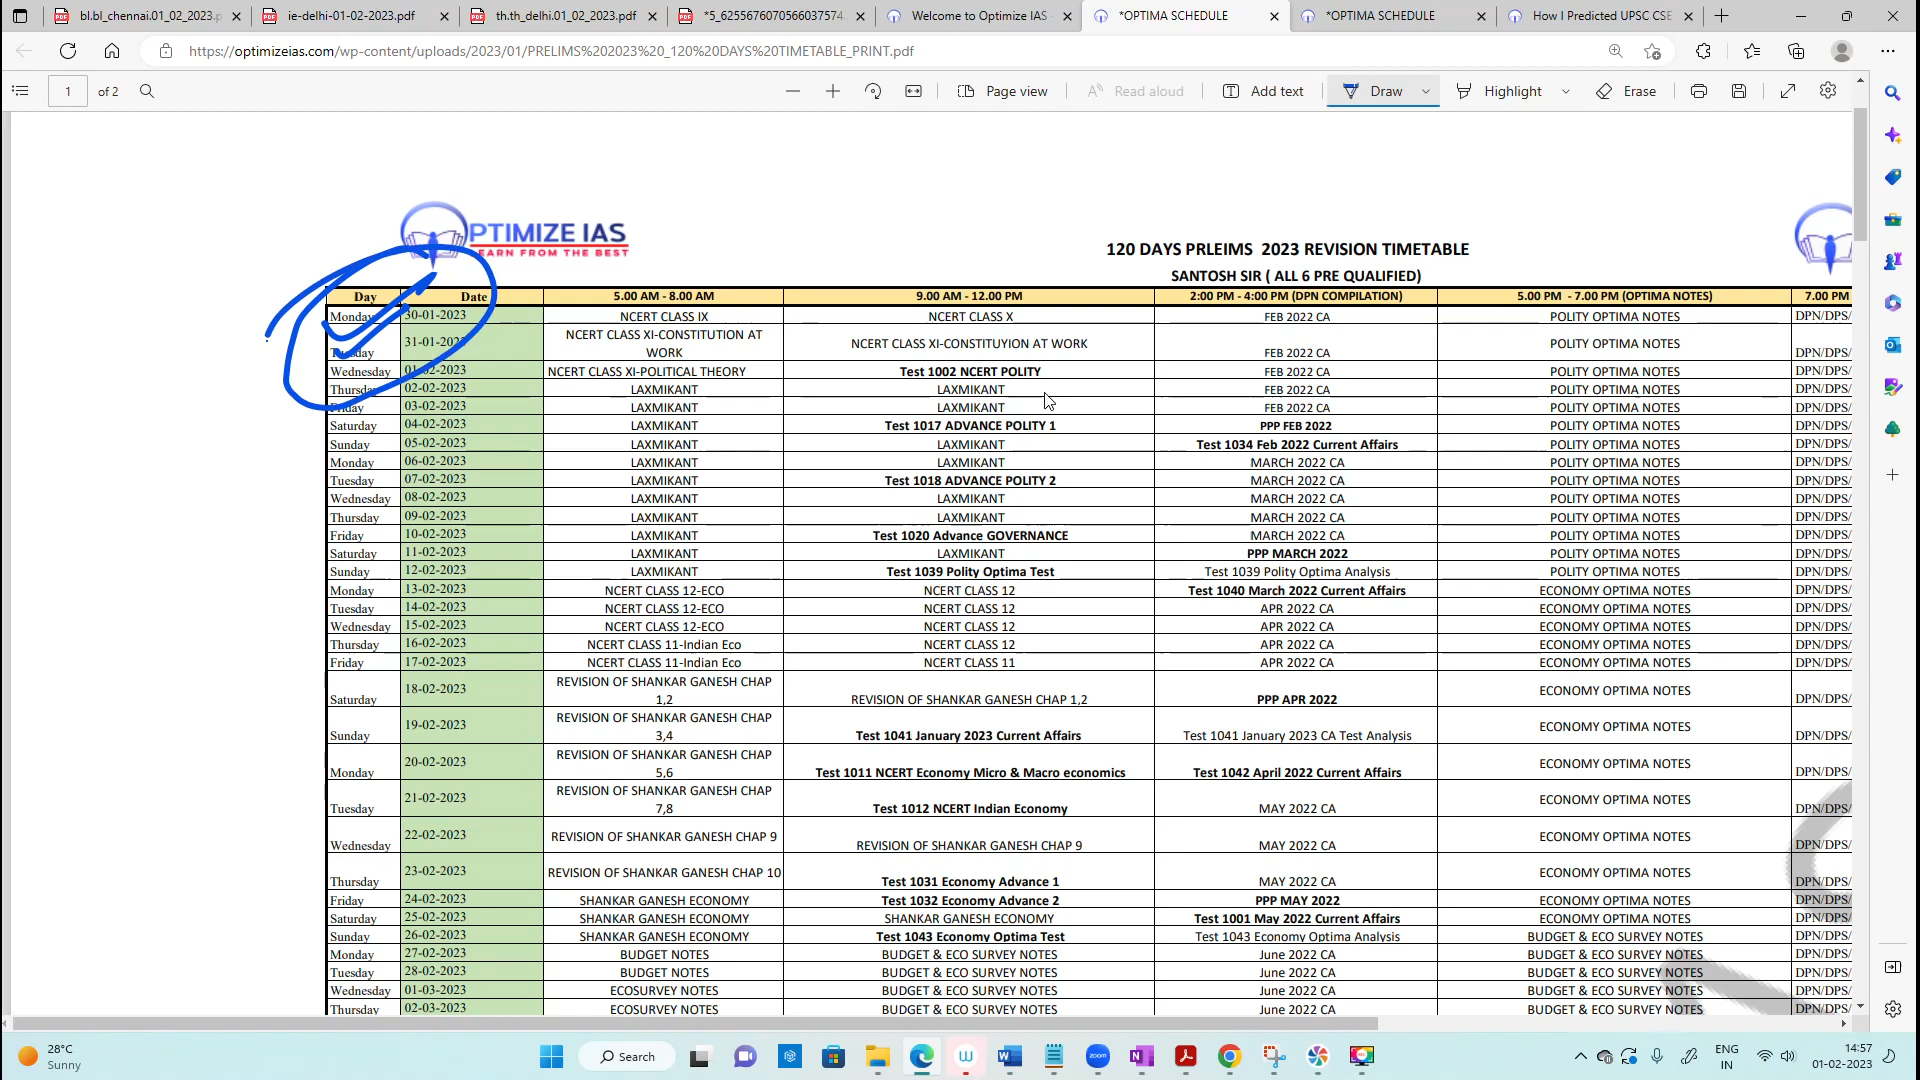 bl.bl_chennai.01_02_2023.p
ie-delhi-01-02-2023.pdf
th.th_delhi.01_02_2023.pdf
*5_6255676070566037574.
Welcome to Optimize IAS
*OPTIMA SCHEDULE
*OPTIMA SCHEDULE
How I Predicted UPSC CSE
https://optimizeias.com/wp-content/uploads/2023/01/PRELIMS%202023%20_120%20DAYS%20TIMETABLE_PRINT.pdf
1 of 2
Page view
Read aloud
Add text
Draw
Highlight
Erase
PTIMIZE IAS
EARN FROM THE BEST
120 DAYS PRLEIMS 2023 REVISION TIMETABLE
SANTOSH SIR ( ALL 6 PRE QUALIFIED)
Day Date 5.00 AM - 8.00 AM 9.00 AM - 12.00 PM 2:00 PM - 4:00 PM (DPN COMPILATION) 5.00 PM - 7.00 PM (OPTIMA NOTES) 7.00 PM
Monday 30-01-2023 NCERT CLASS IX NCERT CLASS X FEB 2022 CA POLITY OPTIMA NOTES
Tuesday 31-01-2023 NCERT CLASS XI-CONSTITUTION AT WORK NCERT CLASS XI-CONSTITUYION AT WORK FEB 2022 CA POLITY OPTIMA NOTES DPN/DPS/
Wednesday 01-02-2023 NCERT CLASS XI-POLITICAL THEORY Test 1002 NCERT POLITY FEB 2022 CA POLITY OPTIMA NOTES DPN/DPS/
Thursday 02-02-2023 LAXMIKANT LAXMIKANT FEB 2022 CA POLITY OPTIMA NOTES DPN/DPS/
Friday 03-02-2023 LAXMIKANT LAXMIKANT FEB 2022 CA POLITY OPTIMA NOTES DPN/DPS/
Saturday 04-02-2023 LAXMIKANT Test 1017 ADVANCE POLITY 1 PPP FEB 2022 POLITY OPTIMA NOTES DPN/DPS/
Sunday 05-02-2023 LAXMIKANT LAXMIKANT Test 1034 Feb 2022 Current Affairs POLITY OPTIMA NOTES DPN/DPS/
Monday 06-02-2023 LAXMIKANT LAXMIKANT MARCH 2022 CA POLITY OPTIMA NOTES DPN/DPS/
Tuesday 07-02-2023 LAXMIKANT Test 1018 ADVANCE POLITY 2 MARCH 2022 CA POLITY OPTIMA NOTES DPN/DPS/
Wednesday 08-02-2023 LAXMIKANT LAXMIKANT MARCH 2022 CA POLITY OPTIMA NOTES DPN/DPS/
Thursday 09-02-2023 LAXMIKANT LAXMIKANT MARCH 2022 CA POLITY OPTIMA NOTES DPN/DPS/
Friday 10-02-2023 LAXMIKANT Test 1020 Advance GOVERNANCE MARCH 2022 CA POLITY OPTIMA NOTES DPN/DPS/
Saturday 11-02-2023 LAXMIKANT LAXMIKANT PPP MARCH 2022 POLITY OPTIMA NOTES DPN/DPS/
Sunday 12-02-2023 LAXMIKANT Test 1039 Polity Optima Test Test 1039 Polity Optima Analysis POLITY OPTIMA NOTES DPN/DPS/
Monday 13-02-2023 NCERT CLASS 12-ECO NCERT CLASS 12 Test 1040 March 2022 Current Affairs ECONOMY OPTIMA NOTES DPN/DPS/
Tuesday 14-02-2023 NCERT CLASS 12-ECO NCERT CLASS 12 APR 2022 CA ECONOMY OPTIMA NOTES DPN/DPS/
Wednesday 15-02-2023 NCERT CLASS 12-ECO NCERT CLASS 12 APR 2022 CA ECONOMY OPTIMA NOTES DPN/DPS/
Thursday 16-02-2023 NCERT CLASS 11-Indian Eco NCERT CLASS 12 APR 2022 CA ECONOMY OPTIMA NOTES DPN/DPS/
Friday 17-02-2023 NCERT CLASS 11-Indian Eco NCERT CLASS 11 APR 2022 CA ECONOMY OPTIMA NOTES DPN/DPS/
Saturday 18-02-2023 REVISION OF SHANKAR GANESH CHAP 1,2 REVISION OF SHANKAR GANESH CHAP 1,2 PPP APR 2022 ECONOMY OPTIMA NOTES DPN/DPS/
Sunday 19-02-2023 REVISION OF SHANKAR GANESH CHAP 3,4 Test 1041 January 2023 Current Affairs Test 1041 January 2023 CA Test Analysis ECONOMY OPTIMA NOTES DPN/DPS/
Monday 20-02-2023 REVISION OF SHANKAR GANESH CHAP 5,6 Test 1011 NCERT Economy Micro & Macro economics Test 1042 April 2022 Current Affairs ECONOMY OPTIMA NOTES DPN/DPS/
Tuesday 21-02-2023 REVISION OF SHANKAR GANESH CHAP 7,8 Test 1012 NCERT Indian Economy MAY 2022 CA ECONOMY OPTIMA NOTES DPN/DPS/
Wednesday 22-02-2023 REVISION OF SHANKAR GANESH CHAP 9 REVISION OF SHANKAR GANESH CHAP 9 MAY 2022 CA ECONOMY OPTIMA NOTES DPN/DPS/
Thursday 23-02-2023 REVISION OF SHANKAR GANESH CHAP 10 Test 1031 Economy Advance 1 MAY 2022 CA ECONOMY OPTIMA NOTES DPN/DPS/
Friday 24-02-2023 SHANKAR GANESH ECONOMY Test 1032 Economy Advance 2 PPP MAY 2022 ECONOMY OPTIMA NOTES DPN/DPS/
Saturday 25-02-2023 SHANKAR GANESH ECONOMY SHANKAR GANESH ECONOMY Test 1001 May 2022 Current Affairs ECONOMY OPTIMA NOTES DPN/DPS/
Sunday 26-02-2023 SHANKAR GANESH ECONOMY Test 1043 Economy Optima Test Test 1043 Economy Optima Analysis BUDGET & ECO SURVEY NOTES DPN/DPS/
Monday 27-02-2023 BUDGET NOTES BUDGET & ECO SURVEY NOTES June 2022 CA BUDGET & ECO SURVEY NOTES DPN/DPS/
Tuesday 28-02-2023 BUDGET NOTES BUDGET & ECO SURVEY NOTES June 2022 CA BUDGET & ECO SURVEY NOTES DPN/DPS/
Wednesday 01-03-2023 ECOSURVEY NOTES BUDGET & ECO SURVEY NOTES June 2022 CA BUDGET & ECO SURVEY NOTES DPN/DPS/
Thursday 02-03-2023 ECOSURVEY NOTES BUDGET & ECO SURVEY NOTES June 2022 CA BUDGET & ECO SURVEY NOTES DPN/DPS/
28°C
Sunny
Search
zoom
ENG
IN
14:57
01-02-2023